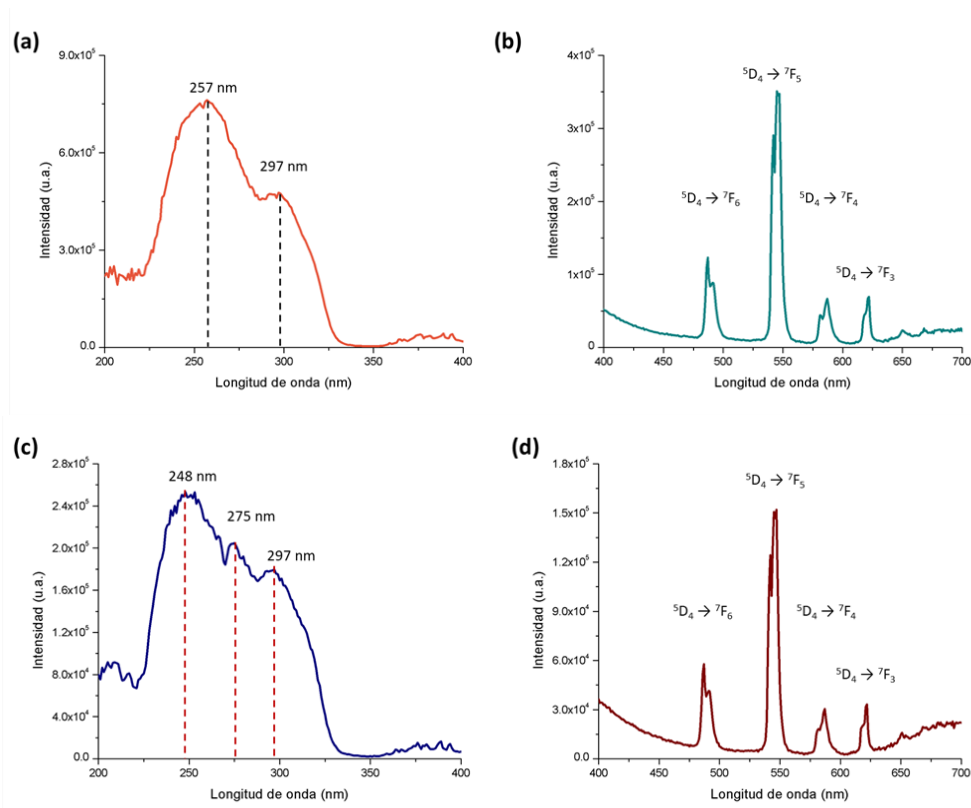 (a)
9.0x10⁵
6.0x10⁵
3.0x10⁵
0.0
Intensidad (u.a.)
257 nm
297 nm
200 250 300 350 400
Longitud de onda (nm)
(b)
4x10⁵
3x10⁵
2x10⁵
1x10⁵
0.0
Intensidad (u.a.)
⁵D₄ → ⁷F₅
⁵D₄ → ⁷F₆
⁵D₄ → ⁷F₄
⁵D₄ → ⁷F₃
400 450 500 550 600 650 700
Longitud de onda (nm)
(c)
2.8x10⁵
2.4x10⁵
2.0x10⁵
1.6x10⁵
1.2x10⁵
8.0x10⁴
4.0x10⁴
0.0
Intensidad (u.a.)
248 nm
275 nm
297 nm
200 250 300 350 400
Longitud de onda (nm)
(d)
1.8x10⁵
1.5x10⁵
1.2x10⁵
9.0x10⁴
6.0x10⁴
3.0x10⁴
0.0
Intensidad (u.a.)
⁵D₄ → ⁷F₅
⁵D₄ → ⁷F₆
⁵D₄ → ⁷F₄
⁵D₄ → ⁷F₃
400 450 500 550 600 650 700
Longitud de onda (nm)